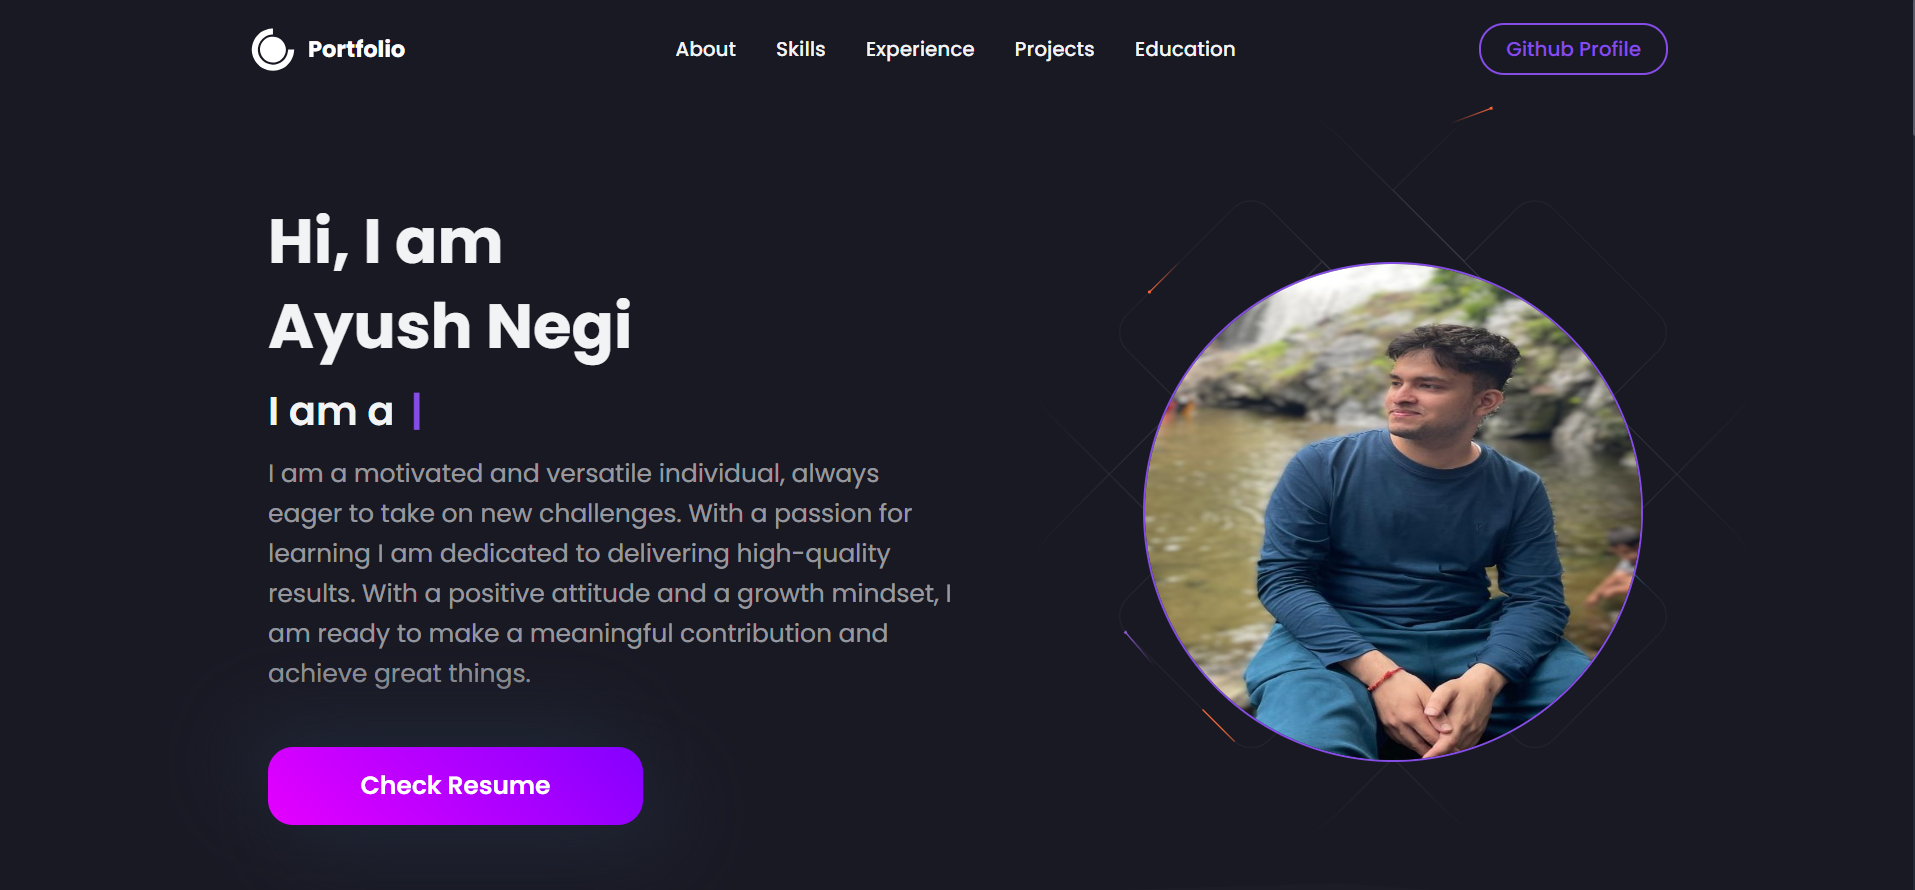 Portfolio
About
Skills
Experience
Projects
Education
Github Profile
Hi, I am
Ayush Negi
I am a
I am a motivated and versatile individual, always
eager to take on new challenges. With a passion for
learning I am dedicated to delivering high-quality
results. With a positive attitude and a growth mindset, I
am ready to make a meaningful contribution and
achieve great things.
Check Resume